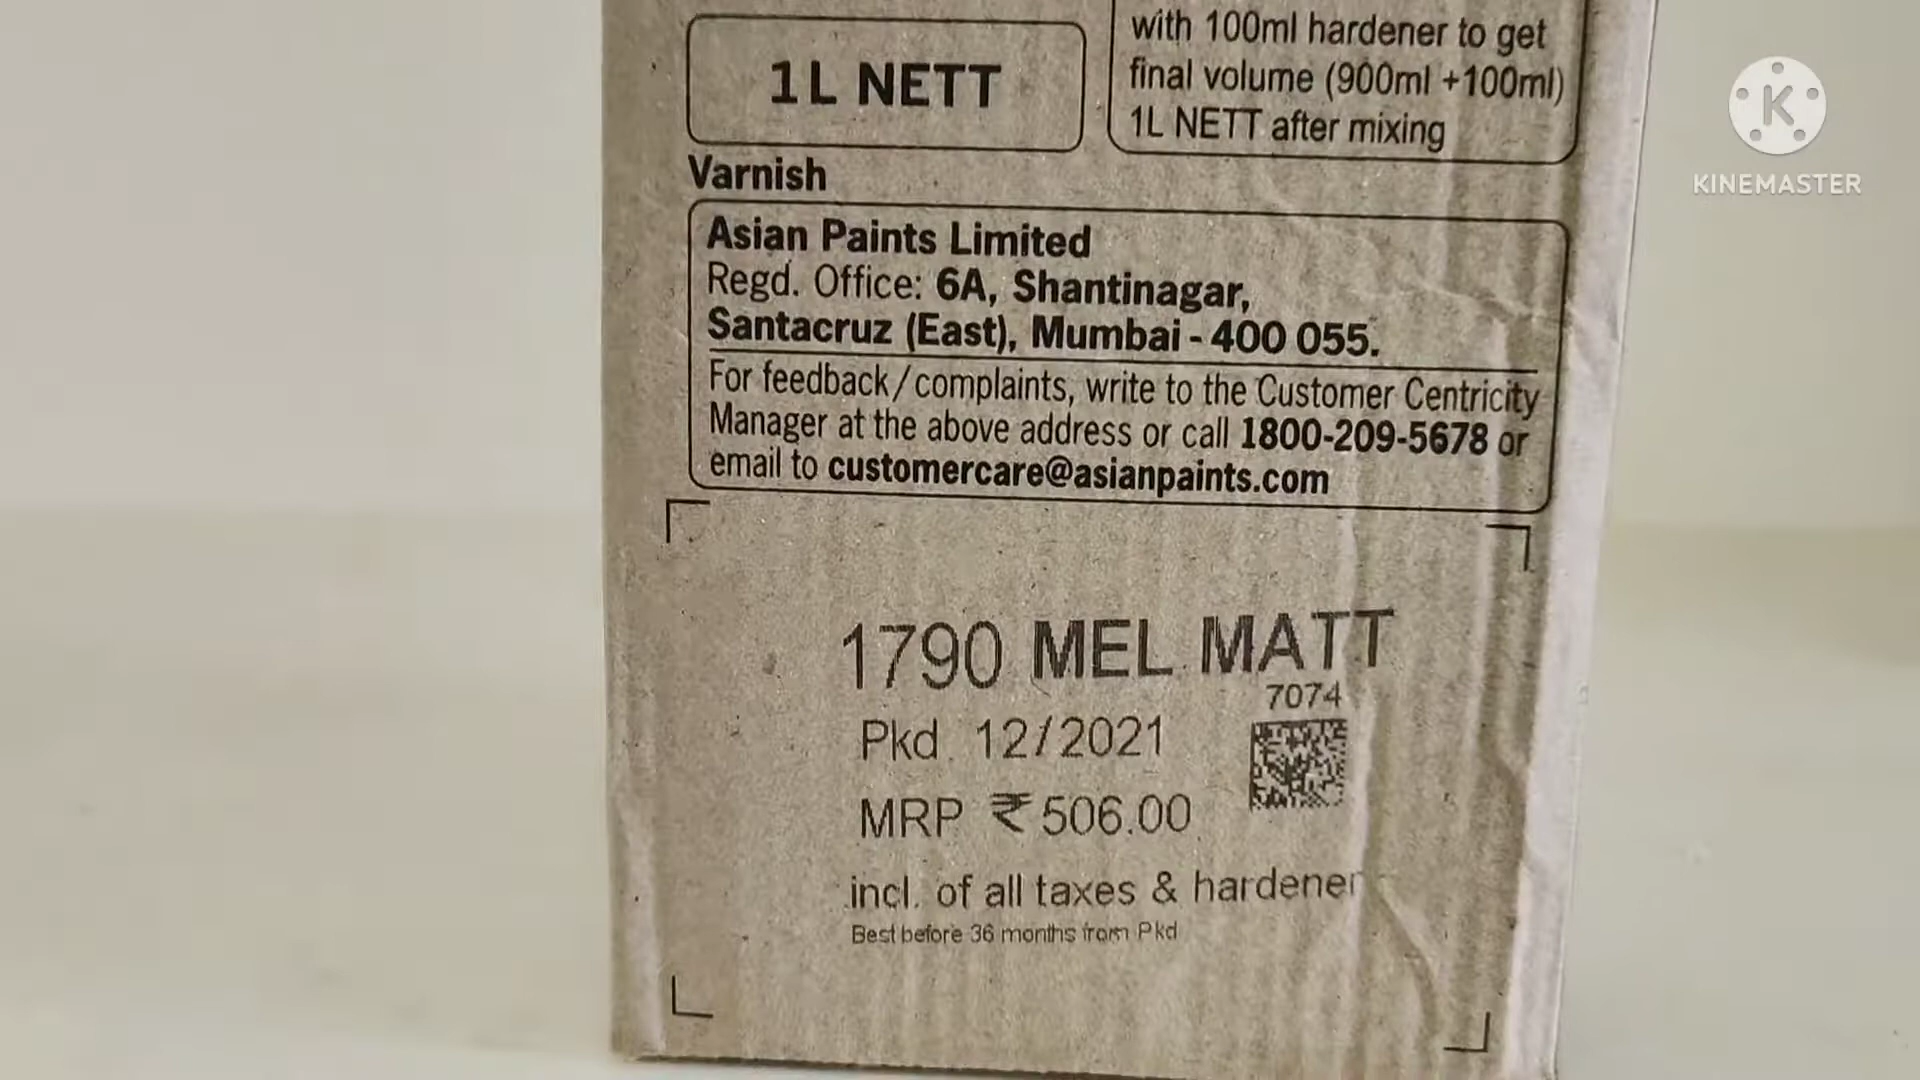 with 100ml hardener to get
final volume (900ml +100ml)
1L NETT after mixing
1L NETT
Varnish
Asian Paints Limited
Regd. Office: 6A, Shantinagar,
Santacruz (East), Mumbai - 400 055.
For feedback/complaints, write to the Customer Centricity
Manager at the above address or call 1800-209-5678 or
email to customercare@asianpaints.com
1790 MEL MATT
7074
Pkd 12/2021
MRP ₹ 506.00
incl. of all taxes & hardener
Best before 36 months from Pkd
K
KINEMASTER